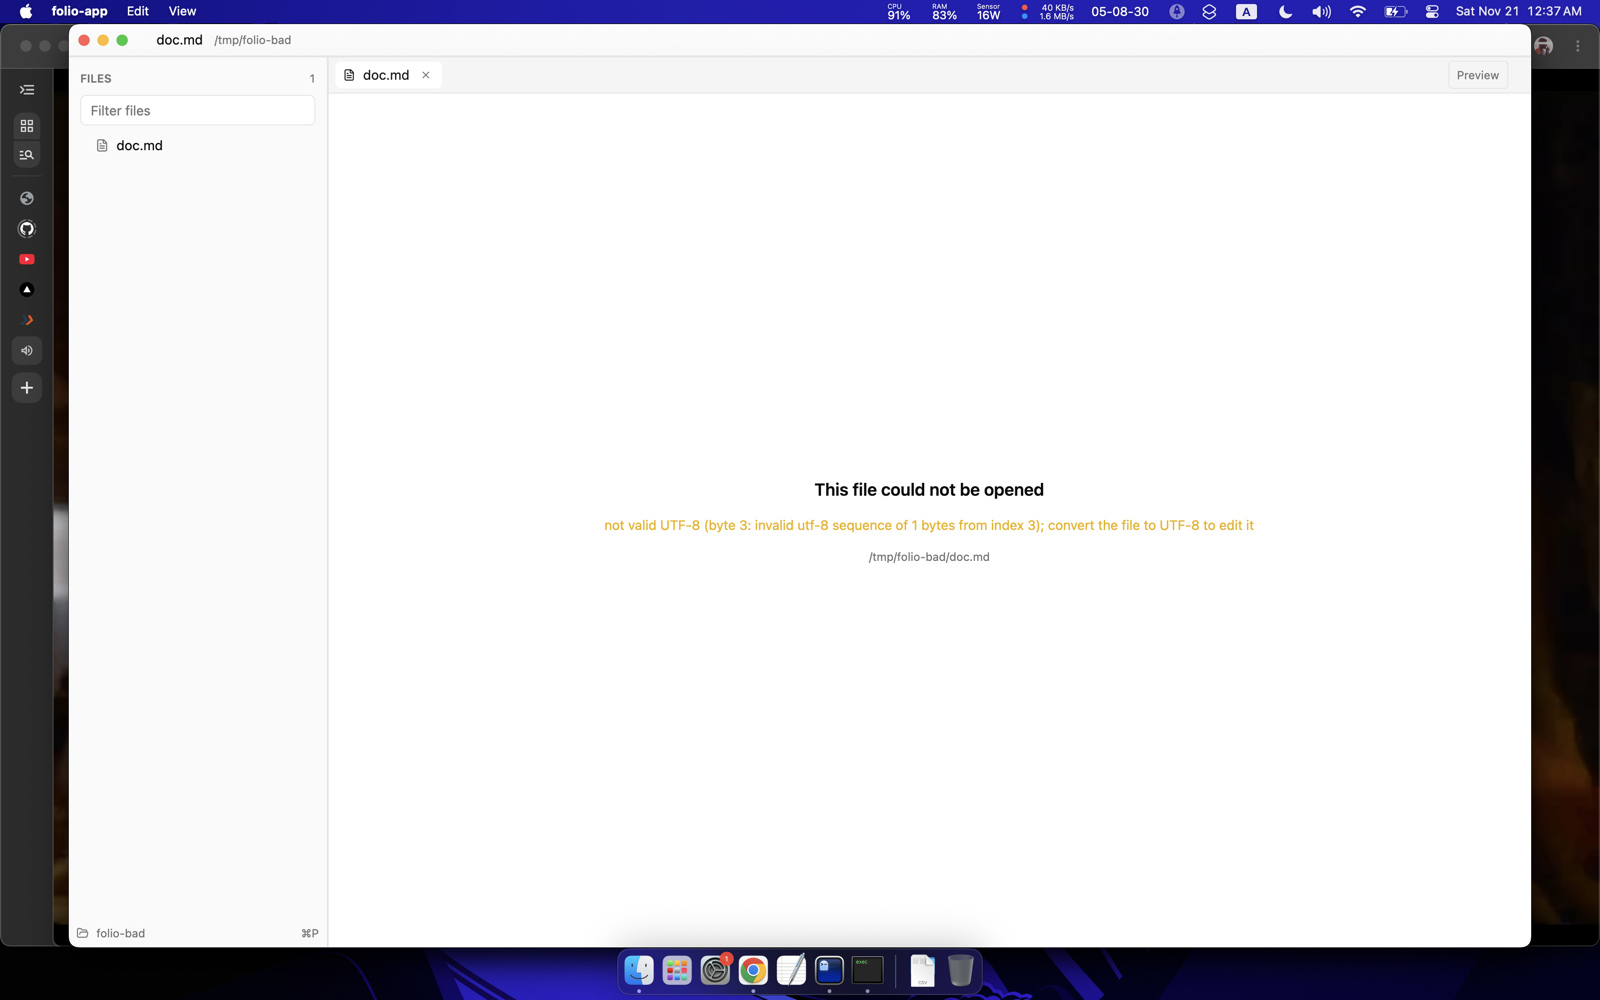 folio-app Edit View
CPU 91% RAM 83% Sensor 16W 40 KB/s 1.6 MB/s 05-08-30 A Sat Nov 21 12:37 AM
doc.md /tmp/folio-bad
FILES 1
doc.md
Preview
Filter files
doc.md
This file could not be opened
not valid UTF-8 (byte 3: invalid utf-8 sequence of 1 bytes from index 3); convert the file to UTF-8 to edit it
/tmp/folio-bad/doc.md
folio-bad ⌘P
1
exec
CSV